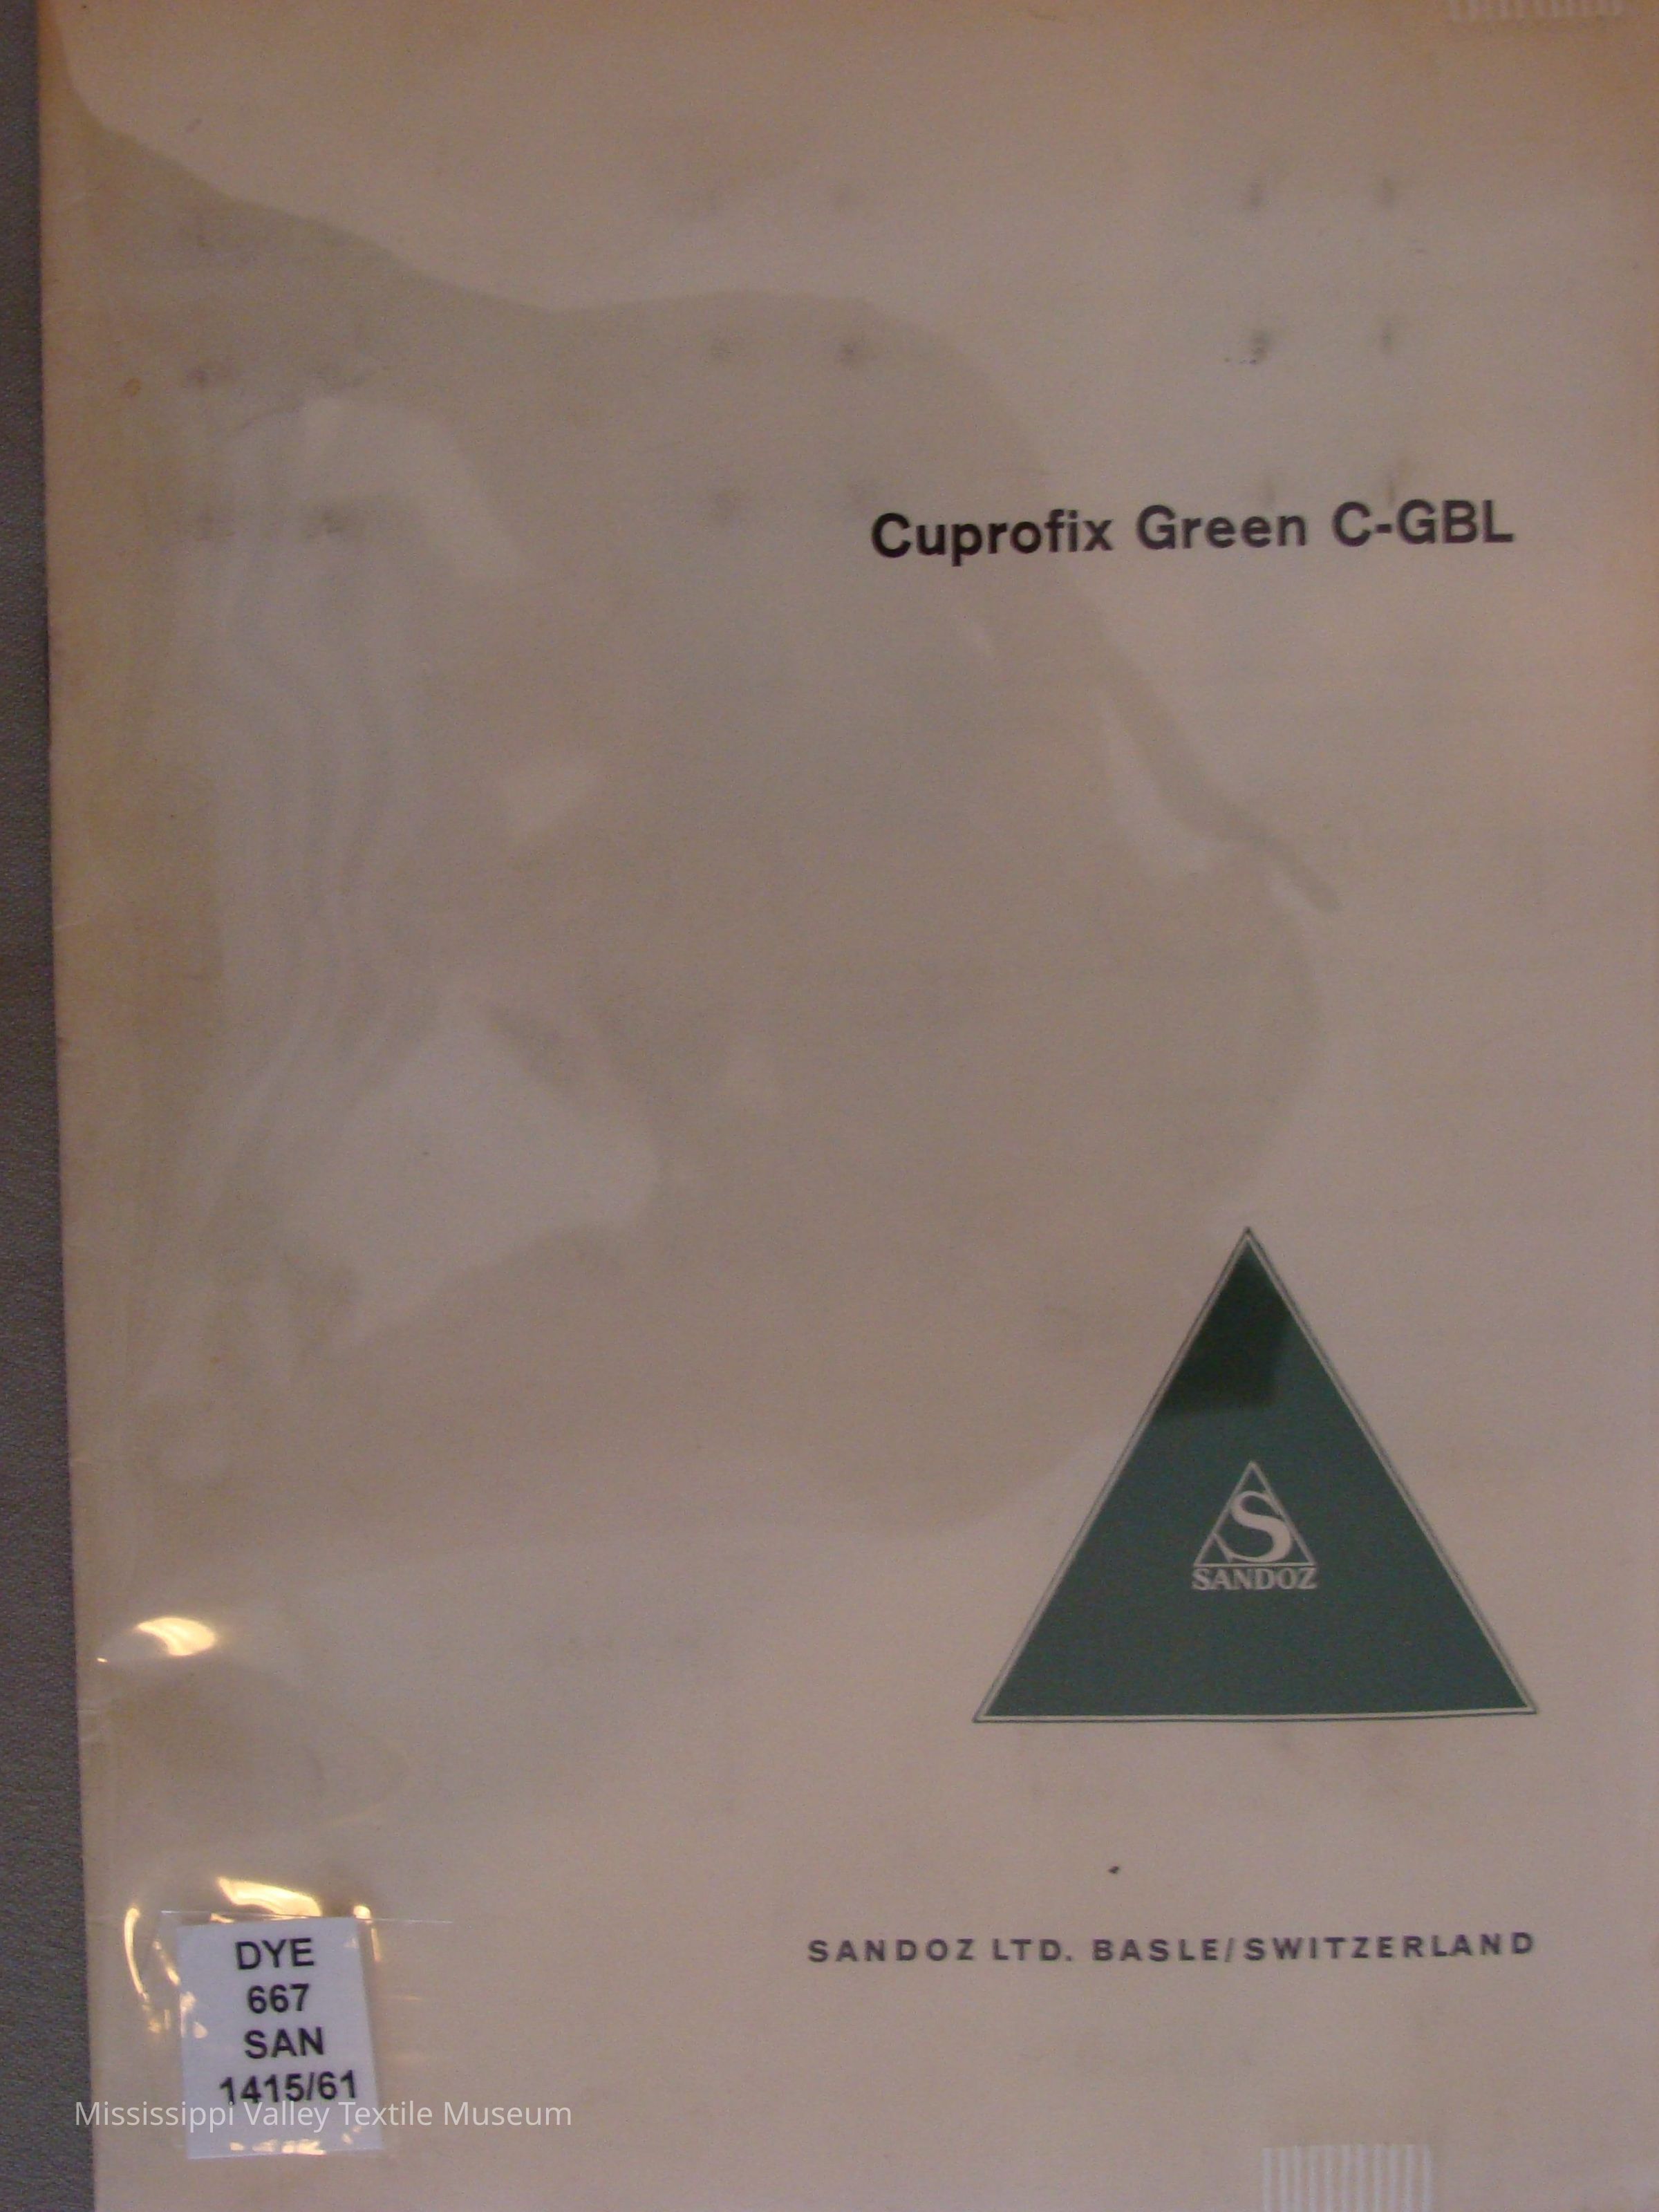 Cuprofix Green C-GBL
S
SANDOZ
SANDOZ LTD. BASLE/SWITZERLAND
DYE
667
SAN
1415/61
Mississippi Valley Textile Museum